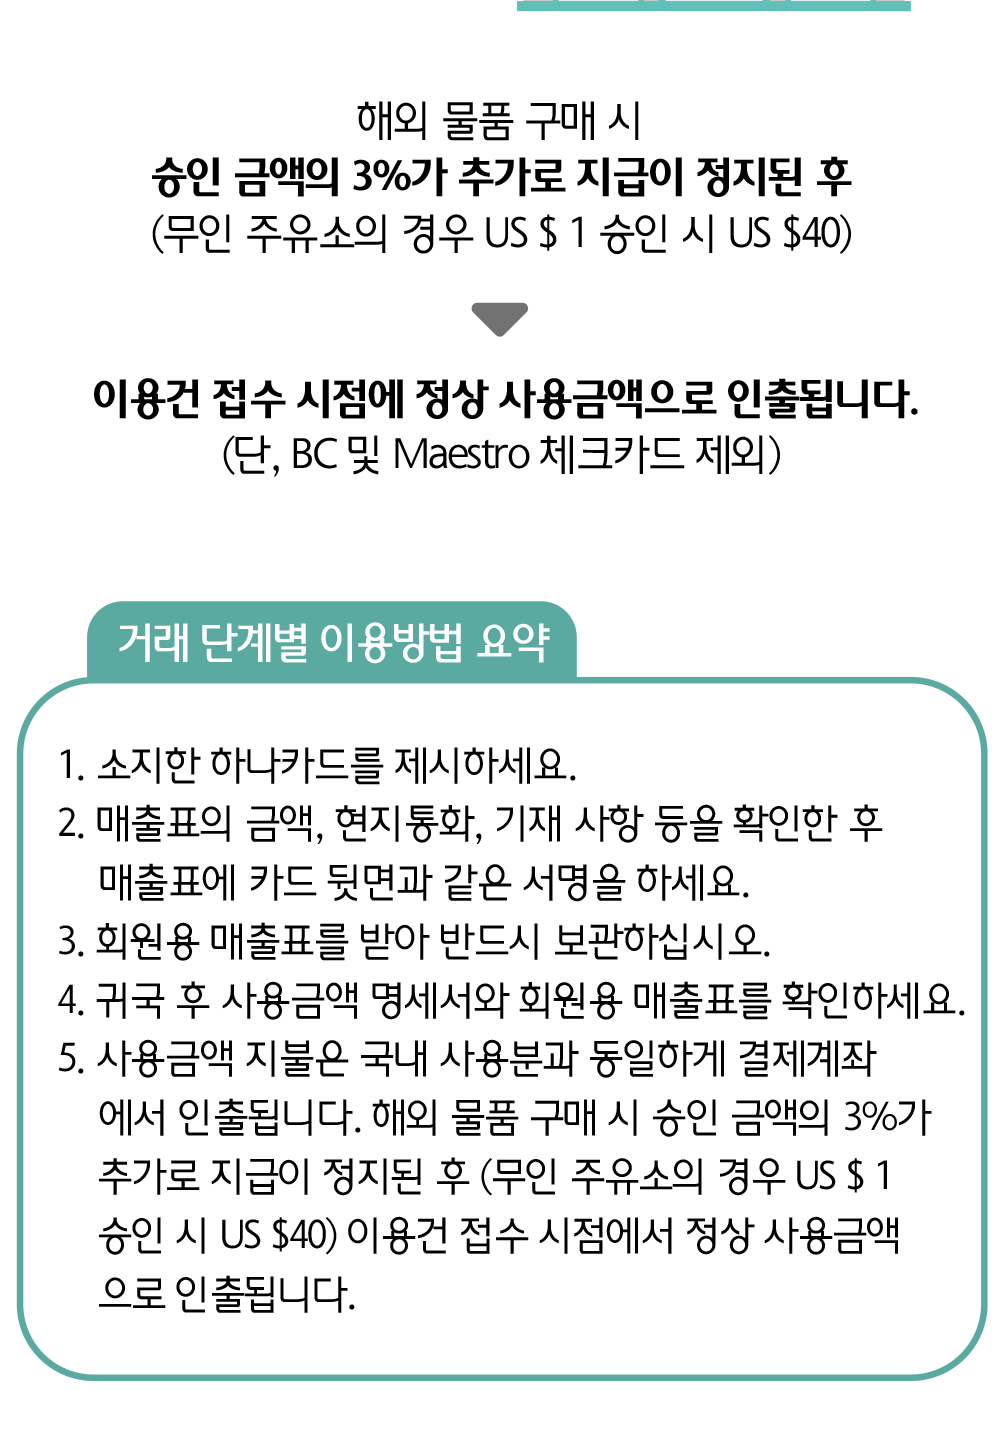 해외 물품 구매 시
승인 금액의 3%가 추가로 지급이 정지된 후
(무인 주유소의 경우 US $ 1 승인 시 US $40)
이용건 접수 시점에 정상 사용금액으로 인출됩니다.
(단, BC 및 Maestro 체크카드 제외)
거래 단계별 이용방법 요약
1. 소지한 하나카드를 제시하세요.
2. 매출표의 금액, 현지통화, 기재 사항 등을 확인한 후
매출표에 카드 뒷면과 같은 서명을 하세요.
3. 회원용 매출표를 받아 반드시 보관하십시오.
4. 귀국 후 사용금액 명세서와 회원용 매출표를 확인하세요.
5. 사용금액 지불은 국내 사용분과 동일하게 결제계좌
에서 인출됩니다. 해외 물품 구매 시 승인 금액의 3%가
추가로 지급이 정지된 후 (무인 주유소의 경우 US $ 1
승인 시 US $40) 이용건 접수 시점에서 정상 사용금액
으로 인출됩니다.